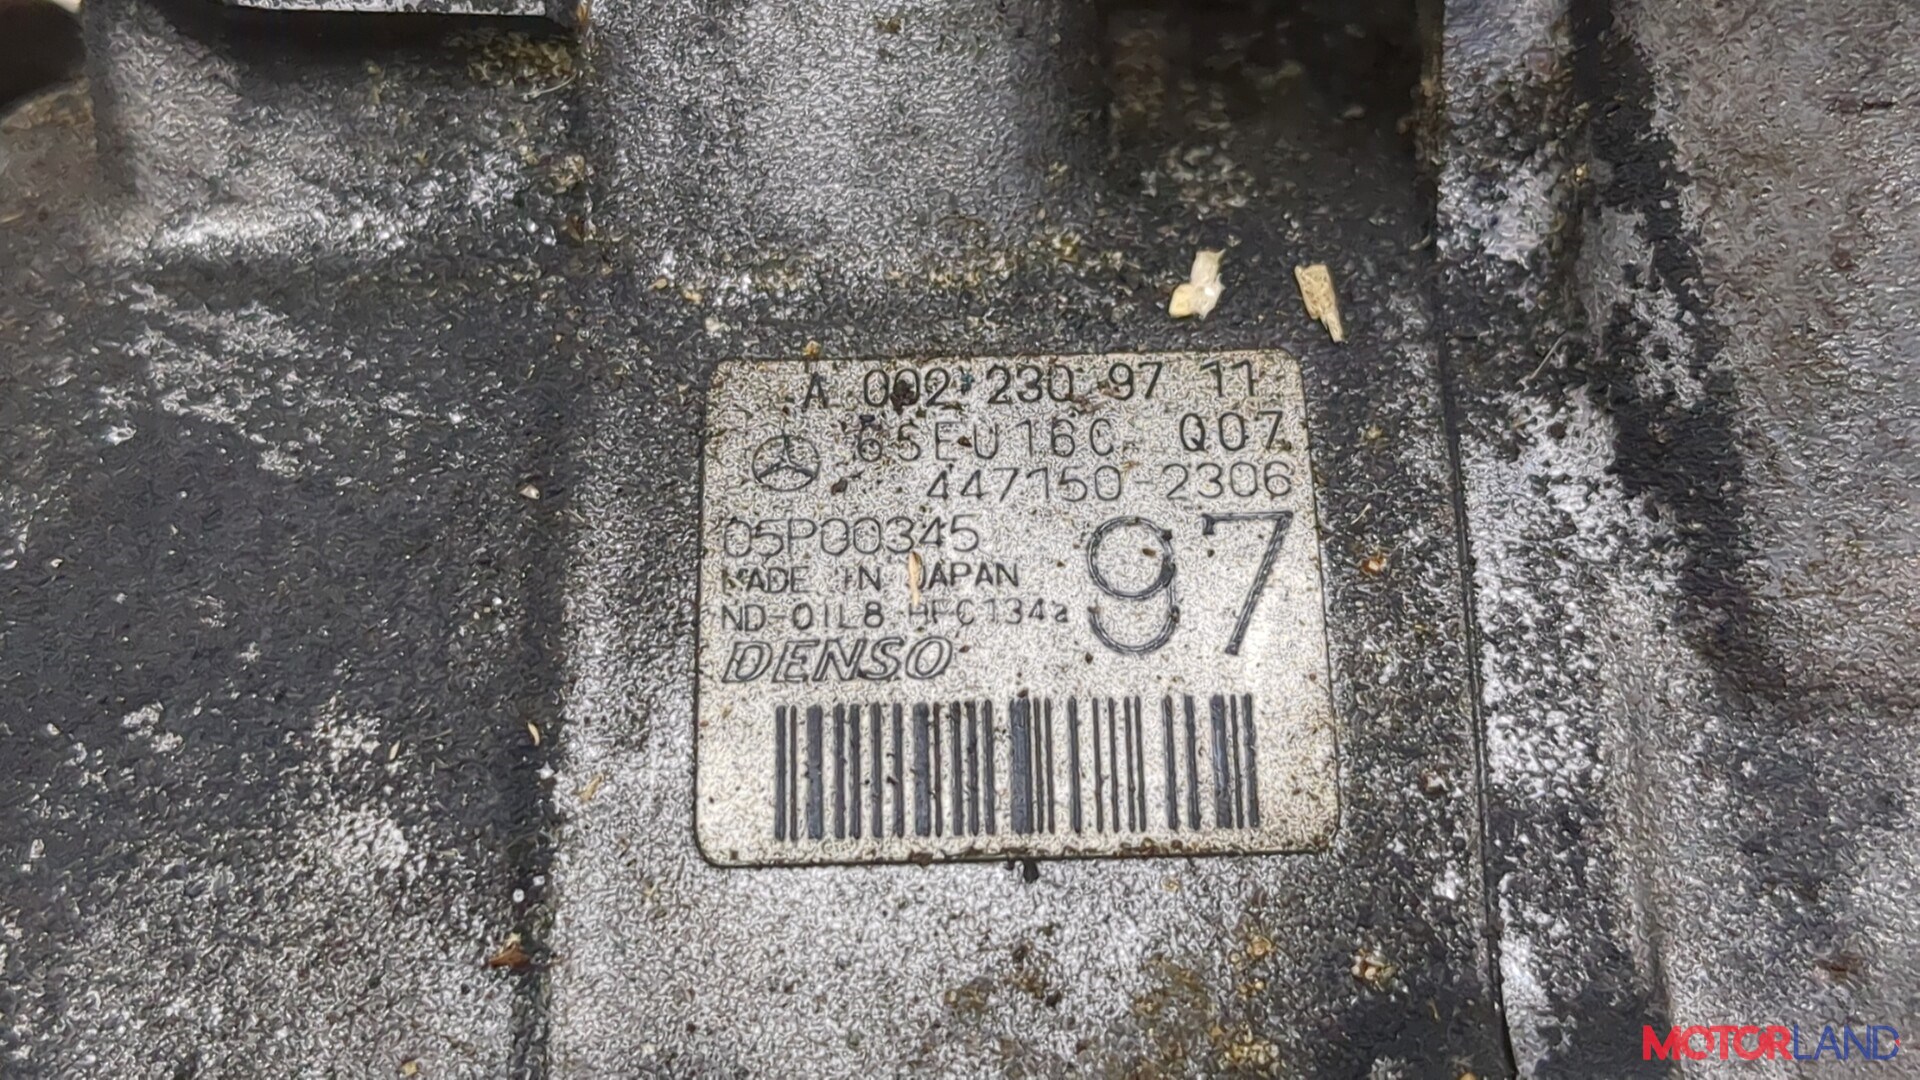 A 002 230 97 11
6SEU16C Q07
447150-2306
05P00345
97
MADE IN JAPAN
ND-OIL8 HFC134a
DENSO
MOTORLAND